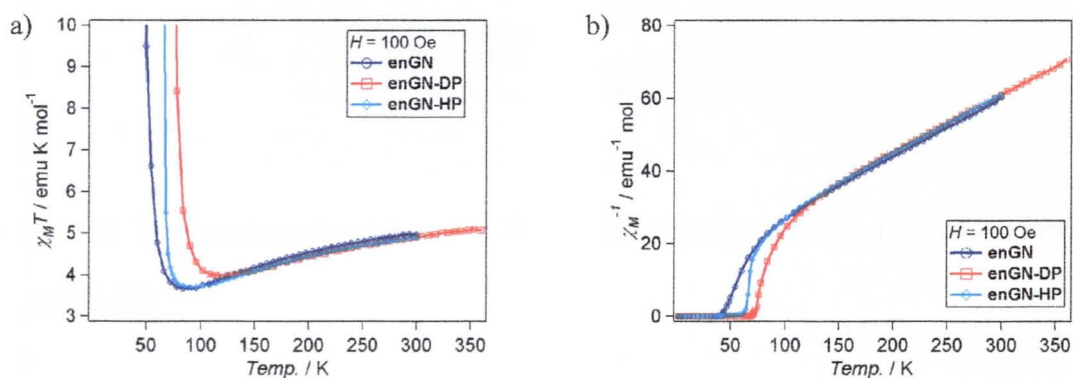 a)
10
9
8
7
6
5
4
3
χMT / emu K mol⁻¹
H = 100 Oe
enGN
enGN-DP
enGN-HP
50 100 150 200 250 300 350
Temp. / K
b)
80
60
40
20
0
χM⁻¹ / emu⁻¹ mol
H = 100 Oe
enGN
enGN-DP
enGN-HP
50 100 150 200 250 300 350
Temp. / K